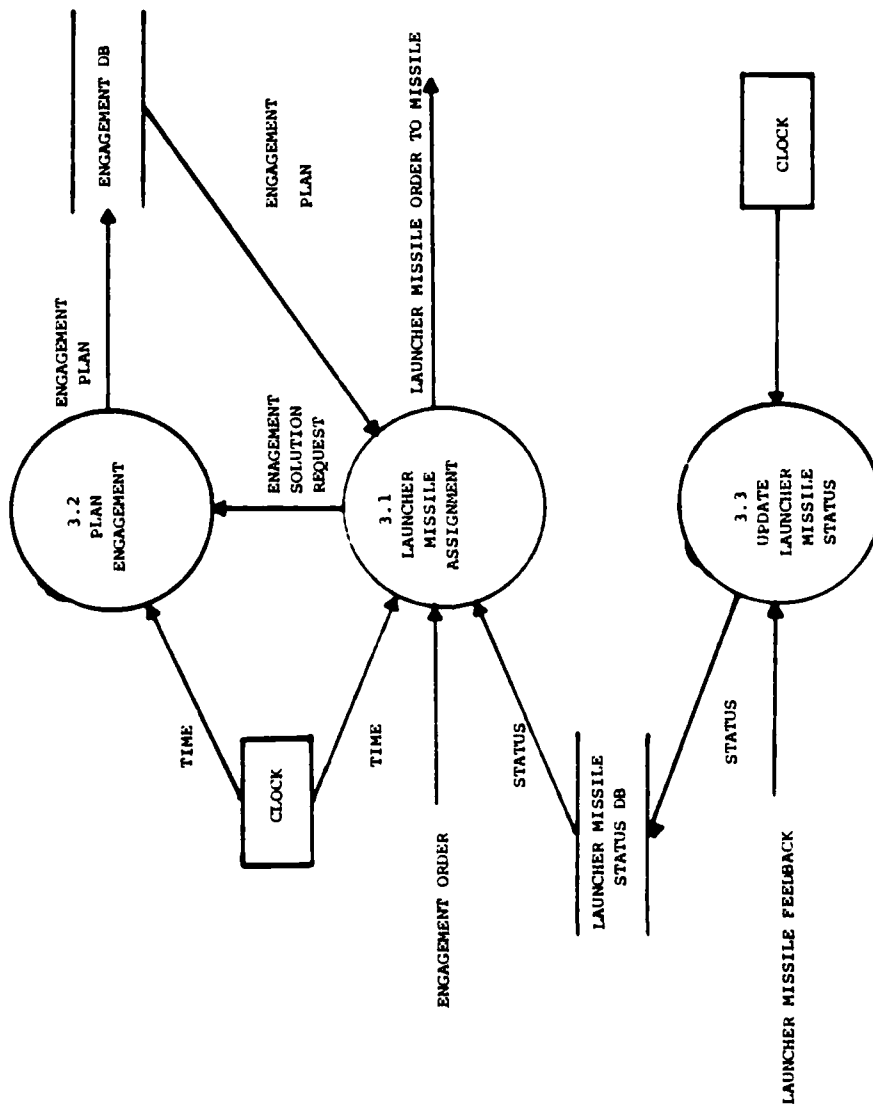 ENGAGEMENT
PLAN
3.2
PLAN
ENGAGEMENT
ENGAGEMENT DB
TIME
CLOCK
ENAGEMENT
SOLUTION
REQUEST
ENGAGEMENT
PLAN
TIME
3.1
LAUNCHER
MISSILE
ASSIGNMENT
LAUNCHER MISSILE ORDER TO MISSILE
ENGAGEMENT ORDER
STATUS
LAUNCHER MISSILE
STATUS DB
STATUS
3.3
UPDATE
LAUNCHER
MISSILE
STATUS
CLOCK
LAUNCHER MISSILE FEEDBACK